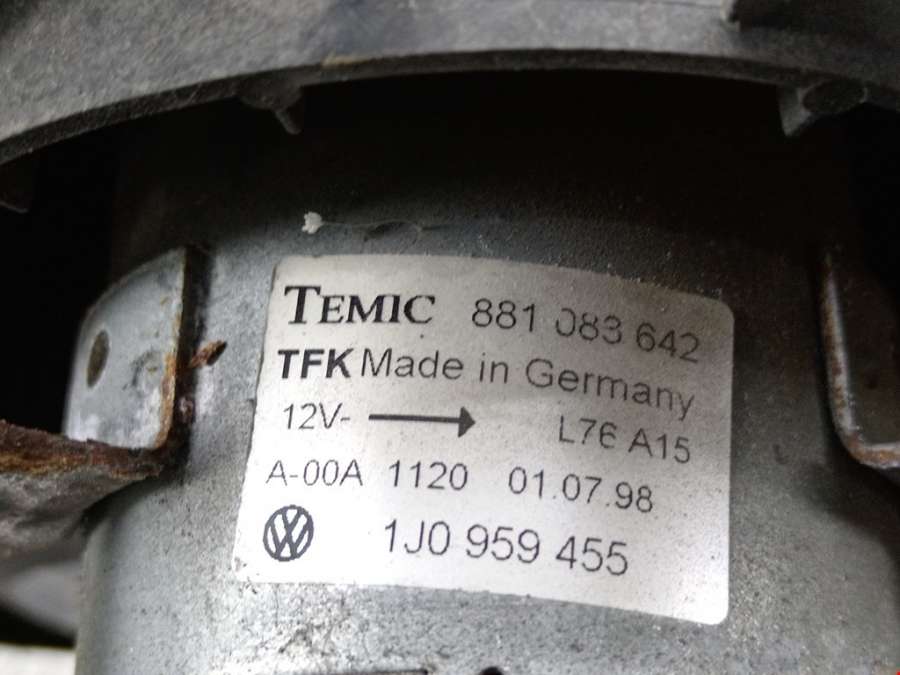 TEMIC 881 083 642
TFK Made in Germany
12V- L76 A15
A-00A 1120 01.07.98
VW 1J0 959 455